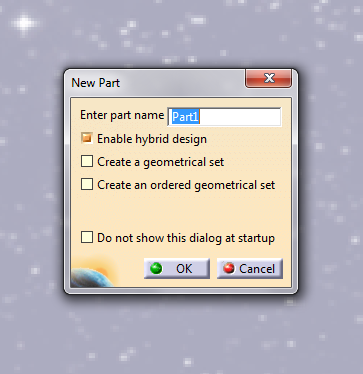 New Part
Enter part name Part1
Enable hybrid design
Create a geometrical set
Create an ordered geometrical set
Do not show this dialog at startup
OK Cancel